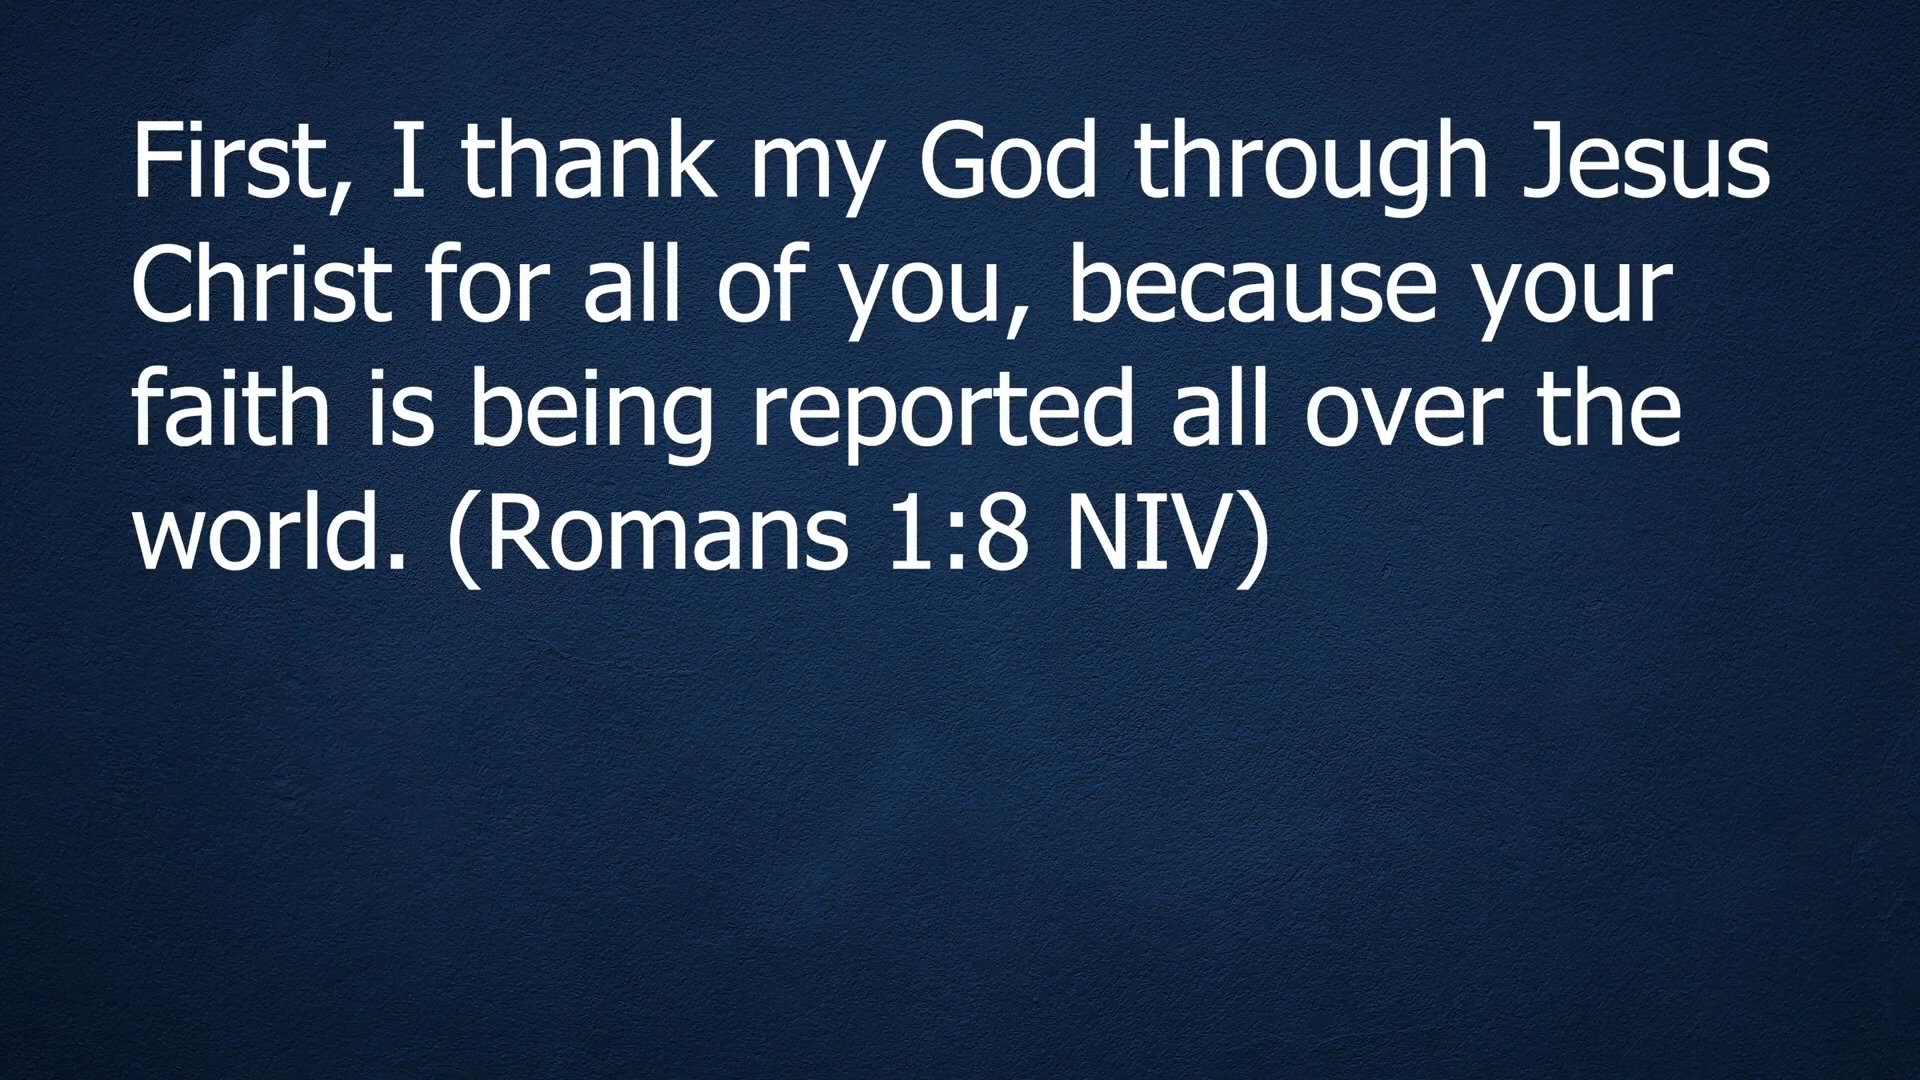 First, I thank my God through Jesus
Christ for all of you, because your
faith is being reported all over the
world. (Romans 1:8 NIV)